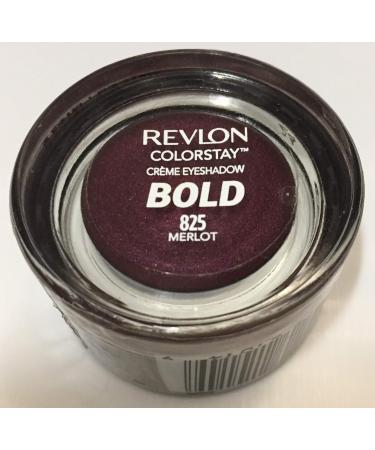 REVLON
COLORSTAY™
CRÈME EYESHADOW
BOLD
825
MERLOT